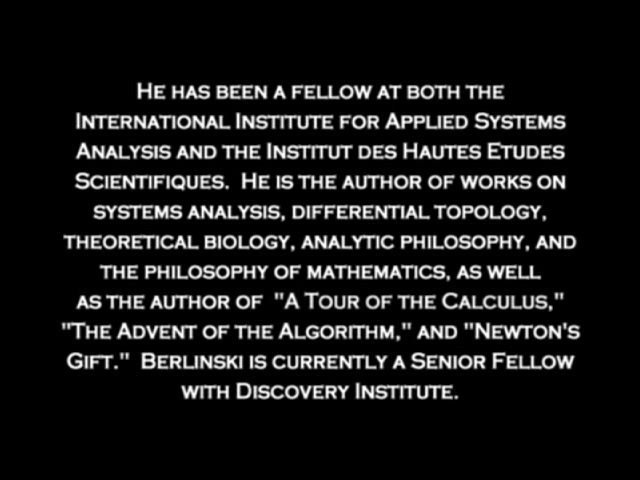 He has been a fellow at both the
International Institute for Applied Systems
Analysis and the Institut des Hautes Etudes
Scientifiques.  He is the author of works on
systems analysis, differential topology,
theoretical biology, analytic philosophy, and
the philosophy of mathematics, as well
as the author of  "A Tour of the Calculus,"
"The Advent of the Algorithm," and "Newton's
Gift."  Berlinski is currently a Senior Fellow
with Discovery Institute.